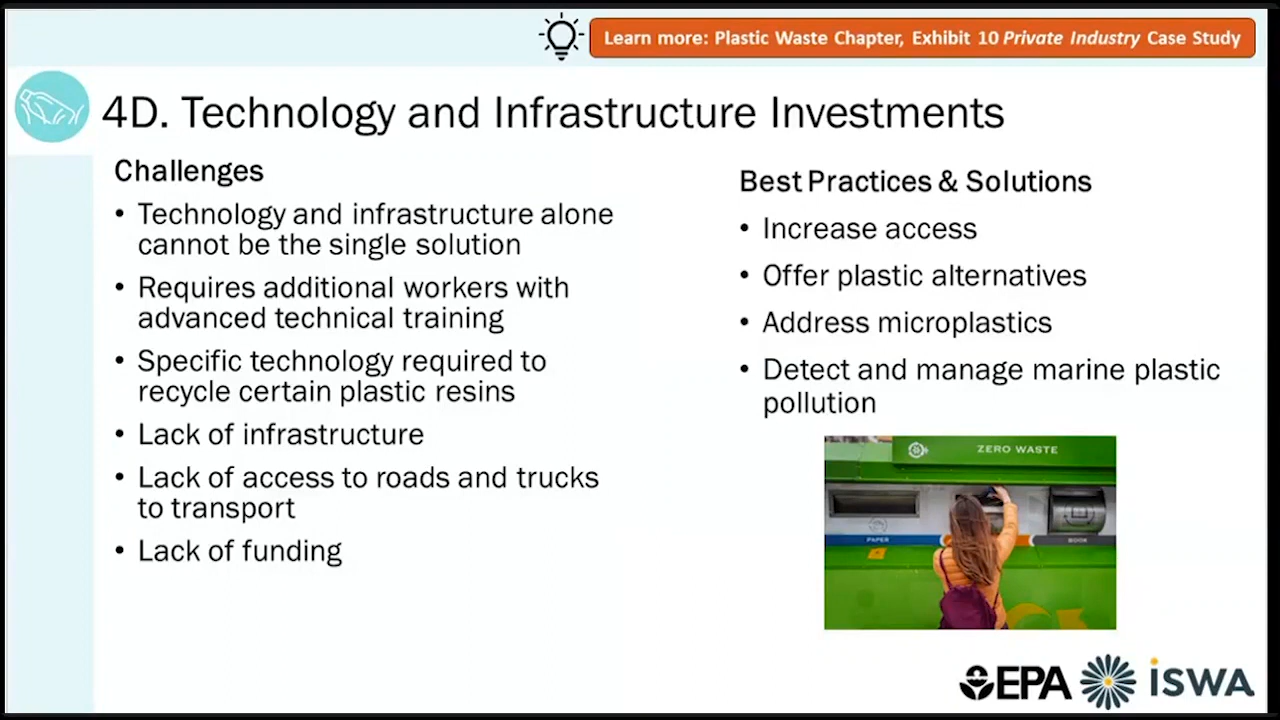 Learn more: Plastic Waste Chapter, Exhibit 10 Private Industry Case Study
4D. Technology and Infrastructure Investments
Challenges
• Technology and infrastructure alone
cannot be the single solution
• Requires additional workers with
advanced technical training
• Specific technology required to
recycle certain plastic resins
• Lack of infrastructure
• Lack of access to roads and trucks
to transport
• Lack of funding
Best Practices & Solutions
• Increase access
• Offer plastic alternatives
• Address microplastics
• Detect and manage marine plastic
pollution
ZERO WASTE
PAPER
BOOK
EPA
iSWA